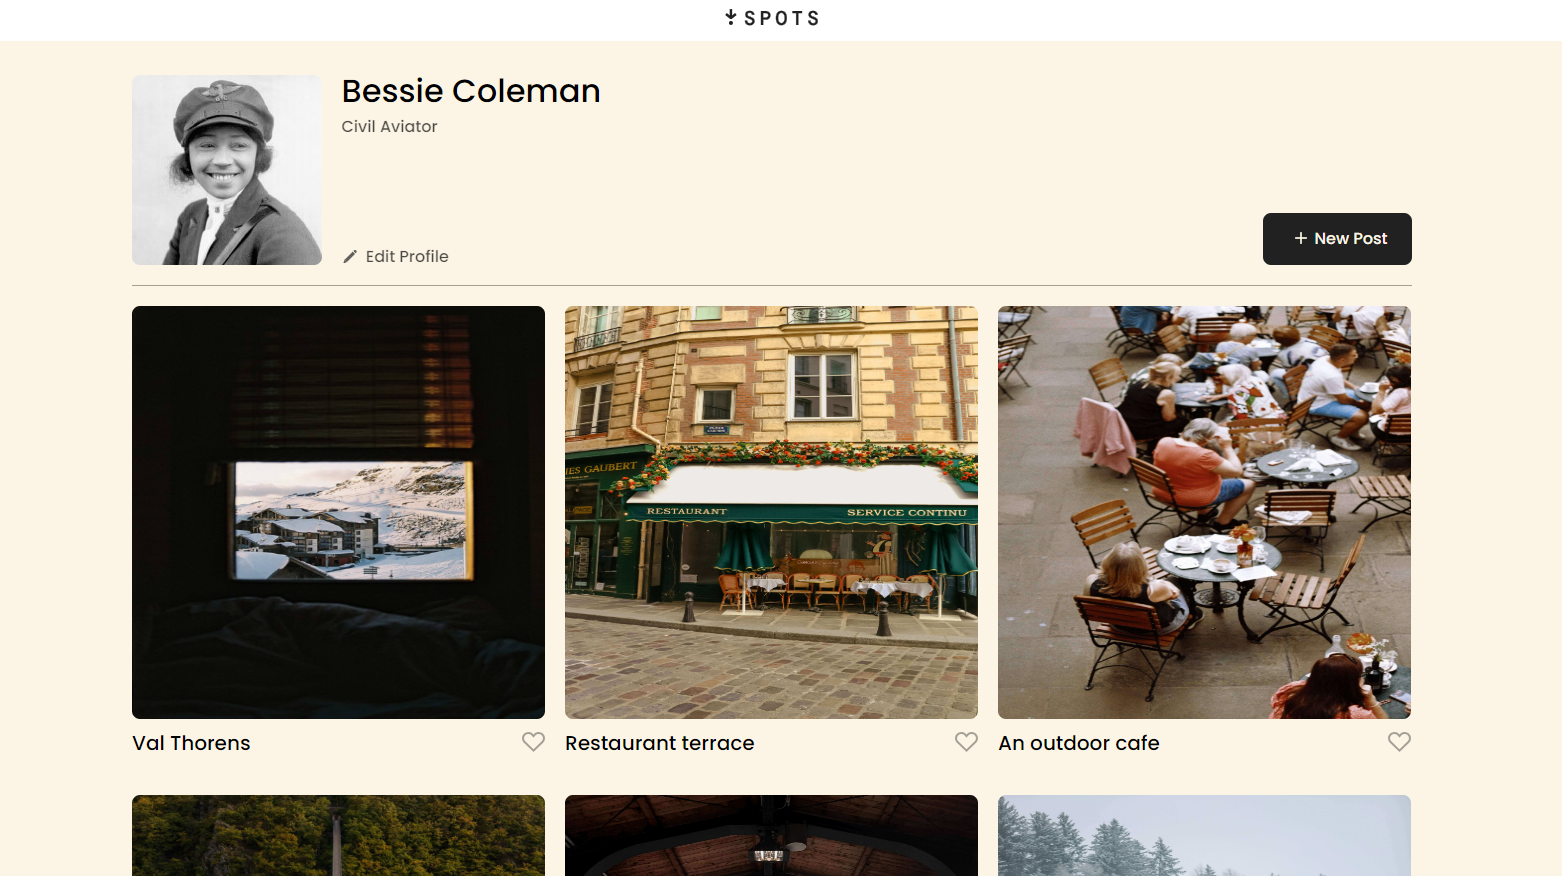 SPOTS
Bessie Coleman
Civil Aviator
Edit Profile
+ New Post
GAUBERT
RESTAURANT
SERVICE CONTINU
Val Thorens
Restaurant terrace
An outdoor cafe